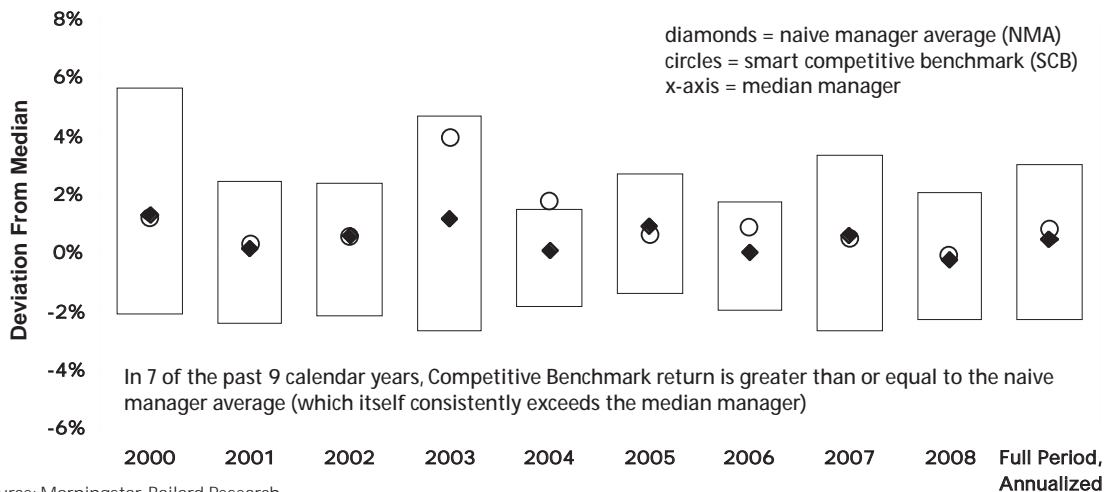 8%
diamonds = naive manager average (NMA)
circles = smart competitive benchmark (SCB)
x-axis = median manager
6%
4%
2%
0%
-2%
-4%
-6%
Deviation From Median
In 7 of the past 9 calendar years, Competitive Benchmark return is greater than or equal to the naive
manager average (which itself consistently exceeds the median manager)
2000 2001 2002 2003 2004 2005 2006 2007 2008 Full Period,
Annualized